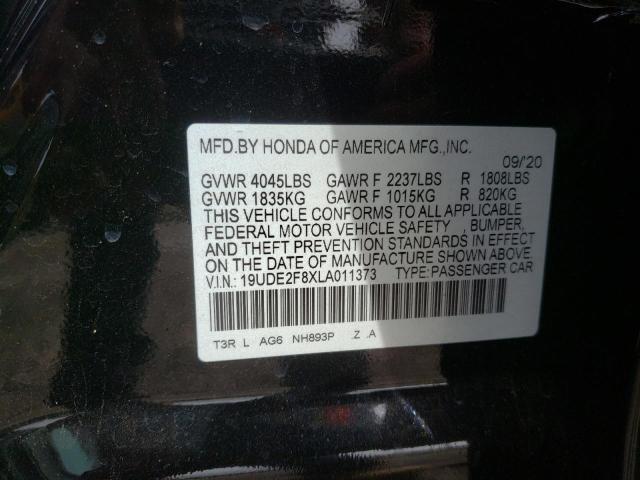 MFD.BY HONDA OF AMERICA MFG.,INC.
09/'20
GVWR 4045LBS GAWR F 2237LBS R 1808LBS
GVWR 1835KG GAWR F 1015KG R 820KG
THIS VEHICLE CONFORMS TO ALL APPLICABLE
FEDERAL MOTOR VEHICLE SAFETY , BUMPER,
AND THEFT PREVENTION STANDARDS IN EFFECT
ON THE DATE OF MANUFACTURE SHOWN ABOVE.
V.I.N.: 19UDE2F8XLA011373 TYPE:PASSENGER CAR
T3R L AG6 NH893P .Z .A